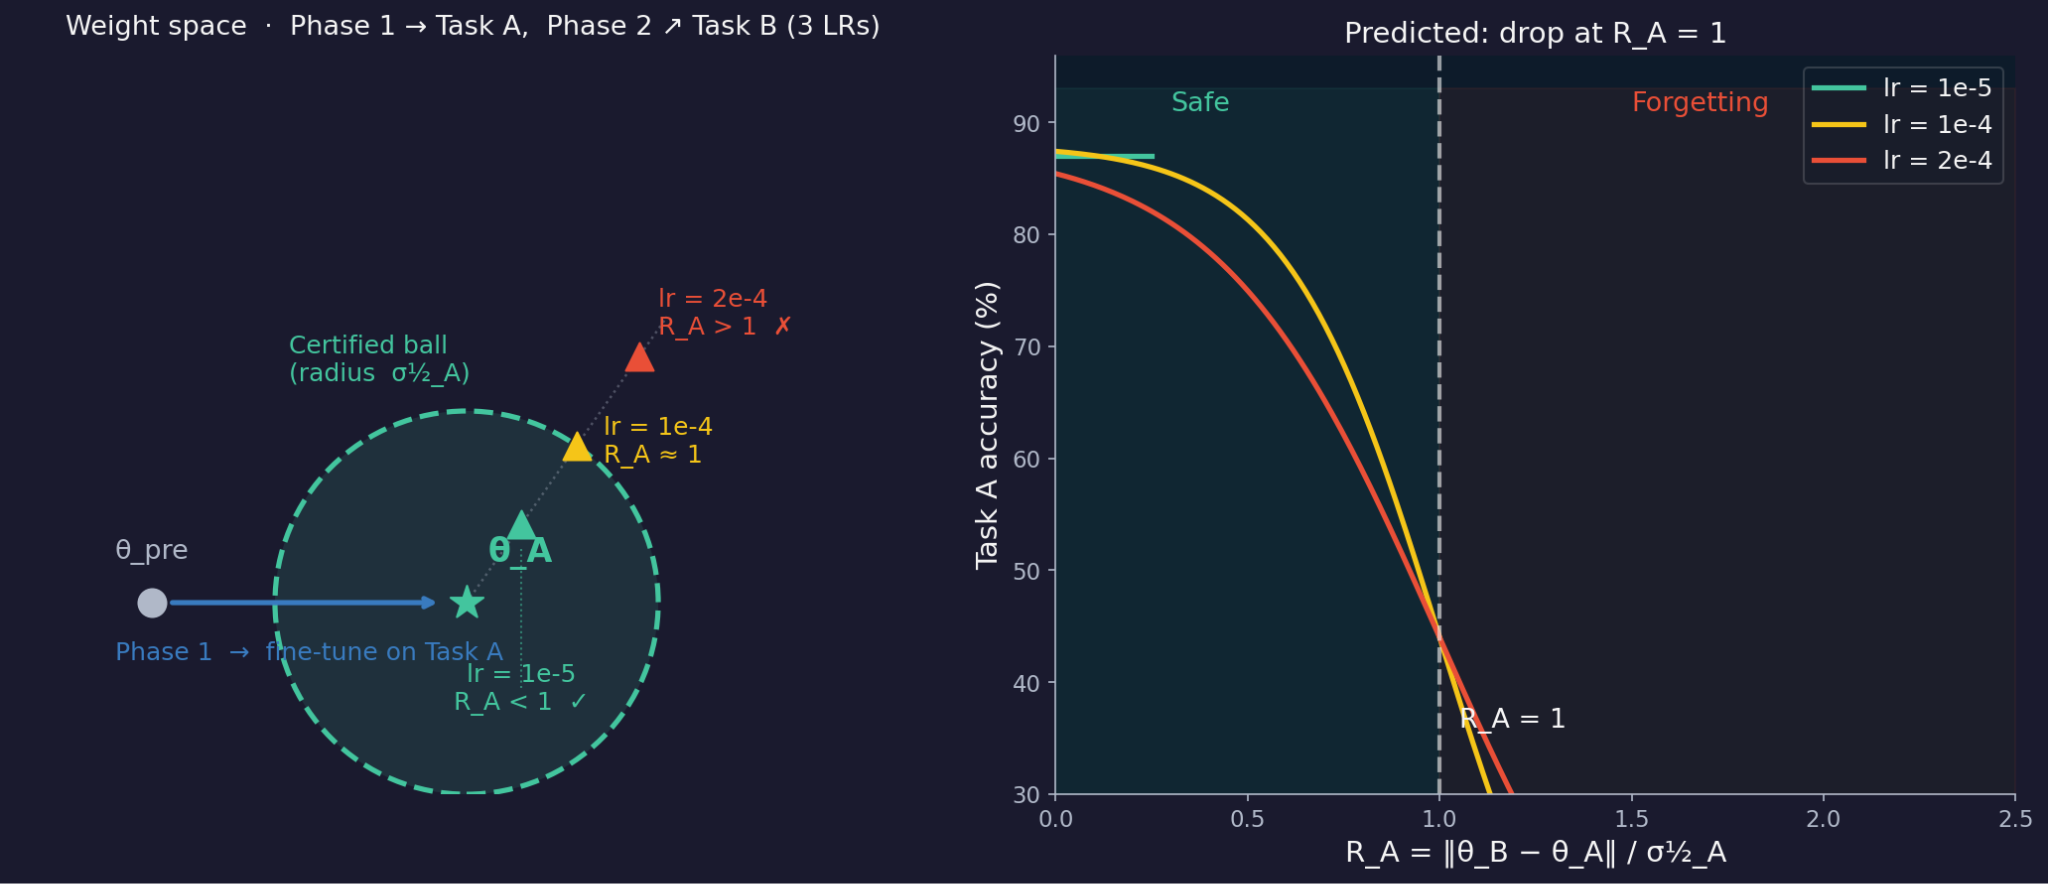 Weight space · Phase 1 → Task A, Phase 2 ↗ Task B (3 LRs)
lr = 2e-4
R_A > 1 ✗
Certified ball
(radius σ½_A)
lr = 1e-4
R_A ≈ 1
θ_A
θ_pre
Phase 1 → fine-tune on Task A
lr = 1e-5
R_A < 1 ✓
Predicted: drop at R_A = 1
Safe
Forgetting
lr = 1e-5
lr = 1e-4
lr = 2e-4
Task A accuracy (%)
90
80
70
60
50
40
30
R_A = 1
0.0 0.5 1.0 1.5 2.0 2.5
R_A = ‖θ_B − θ_A‖ / σ½_A